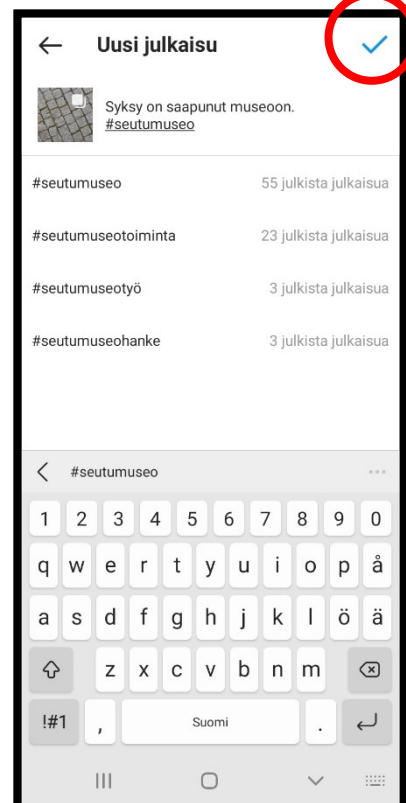 Uusi julkaisu
Syksy on saapunut museoon.
#seutumuseo
#seutumuseo 55 julkista julkaisua
#seutumuseotoiminta 23 julkista julkaisua
#seutumuseotyö 3 julkista julkaisua
#seutumuseohanke 3 julkista julkaisua
#seutumuseo
1 2 3 4 5 6 7 8 9 0
q w e r t y u i o p å
a s d f g h j k l ö ä
z x c v b n m
!#1 , Suomi .